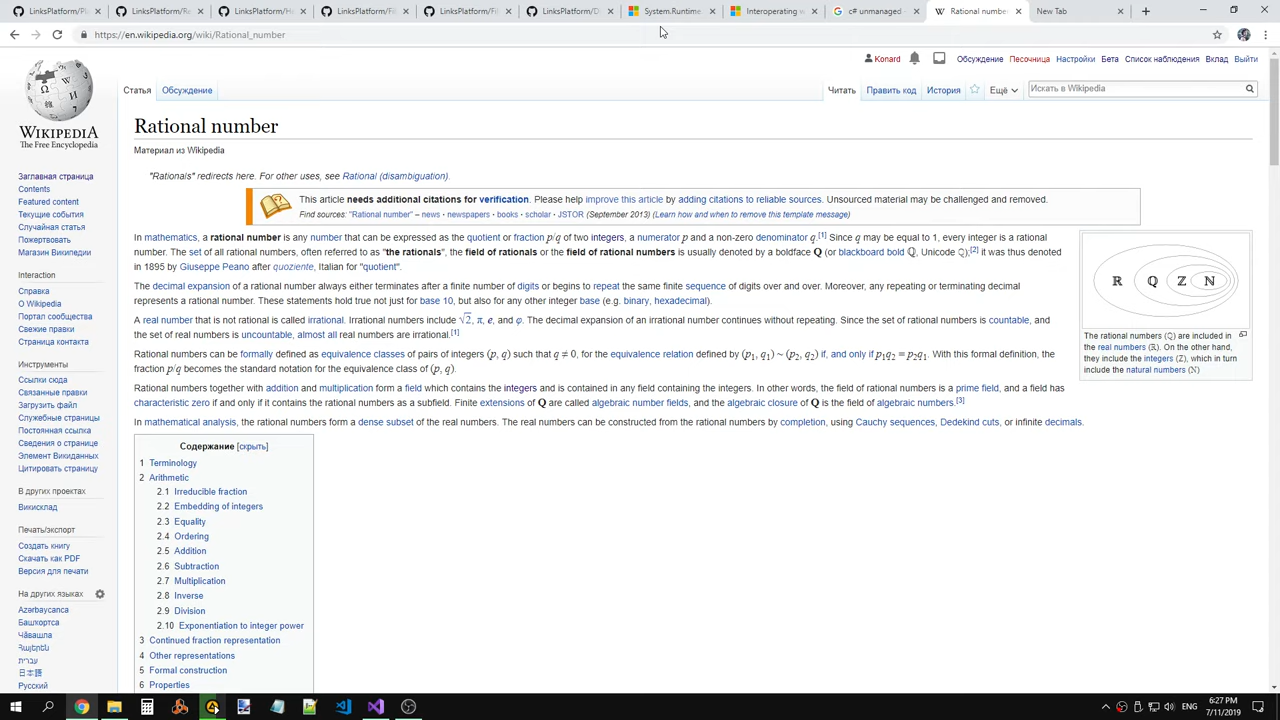 LinksPlatform/Pl
LinksPlatform/Re
LinksPlatform/Ha
LinksPlatform/Fil
LinksPlatform/Fil
LinksPlatform/D
System.Runtime.
Interoperating w
c# unmanaged
Rational numbe
New Tab
https://en.wikipedia.org/wiki/Rational_number
Konard
Обсуждение
Песочница
Настройки
Бета
Список наблюдения
Вклад
Выйти
WIKIPEDIA
The Free Encyclopedia
Статья
Обсуждение
Читать
Править код
История
Ещё
Искать в Wikipedia
Rational number
Материал из Wikipedia
"Rationals" redirects here. For other uses, see Rational (disambiguation).
This article needs additional citations for verification. Please help improve this article by adding citations to reliable sources. Unsourced material may be challenged and removed.
Find sources: "Rational number" – news · newspapers · books · scholar · JSTOR (September 2013) (Learn how and when to remove this template message)
In mathematics, a rational number is any number that can be expressed as the quotient or fraction p/q of two integers, a numerator p and a non-zero denominator q.[1] Since q may be equal to 1, every integer is a rational
number. The set of all rational numbers, often referred to as "the rationals", the field of rationals or the field of rational numbers is usually denoted by a boldface Q (or blackboard bold ℚ, Unicode ℚ);[2] it was thus denoted
in 1895 by Giuseppe Peano after quoziente, Italian for "quotient".
The decimal expansion of a rational number always either terminates after a finite number of digits or begins to repeat the same finite sequence of digits over and over. Moreover, any repeating or terminating decimal
represents a rational number. These statements hold true not just for base 10, but also for any other integer base (e.g. binary, hexadecimal).
A real number that is not rational is called irrational. Irrational numbers include √2, π, e, and φ. The decimal expansion of an irrational number continues without repeating. Since the set of rational numbers is countable, and
the set of real numbers is uncountable, almost all real numbers are irrational.[1]
Rational numbers can be formally defined as equivalence classes of pairs of integers (p, q) such that q ≠ 0, for the equivalence relation defined by (p₁, q₁) ~ (p₂, q₂) if, and only if p₁q₂ = p₂q₁. With this formal definition, the
fraction p/q becomes the standard notation for the equivalence class of (p, q).
Rational numbers together with addition and multiplication form a field which contains the integers and is contained in any field containing the integers. In other words, the field of rational numbers is a prime field, and a field has
characteristic zero if and only if it contains the rational numbers as a subfield. Finite extensions of Q are called algebraic number fields, and the algebraic closure of Q is the field of algebraic numbers.[3]
In mathematical analysis, the rational numbers form a dense subset of the real numbers. The real numbers can be constructed from the rational numbers by completion, using Cauchy sequences, Dedekind cuts, or infinite decimals.
ℝ ℚ ℤ ℕ
The rational numbers (ℚ) are included in
the real numbers (ℝ). On the other hand,
they include the integers (ℤ), which in turn
include the natural numbers (ℕ)
Содержание [скрыть]
1 Terminology
2 Arithmetic
2.1 Irreducible fraction
2.2 Embedding of integers
2.3 Equality
2.4 Ordering
2.5 Addition
2.6 Subtraction
2.7 Multiplication
2.8 Inverse
2.9 Division
2.10 Exponentiation to integer power
3 Continued fraction representation
4 Other representations
5 Formal construction
6 Properties
Заглавная страница
Contents
Featured content
Текущие события
Случайная статья
Пожертвовать
Магазин Википедии
Interaction
Справка
О Wikipedia
Портал сообщества
Свежие правки
Страница контакта
Инструменты
Ссылки сюда
Связанные правки
Загрузить файл
Служебные страницы
Постоянная ссылка
Сведения о странице
Элемент Викиданных
Цитировать страницу
В других проектах
Викисклад
Печать/экспорт
Создать книгу
Скачать как PDF
Версия для печати
На других языках
Azərbaycanca
Башҡортса
Чӑвашла
Հայերեն
עברית
日本語
Русский
ENG
6:27 PM
7/11/2019